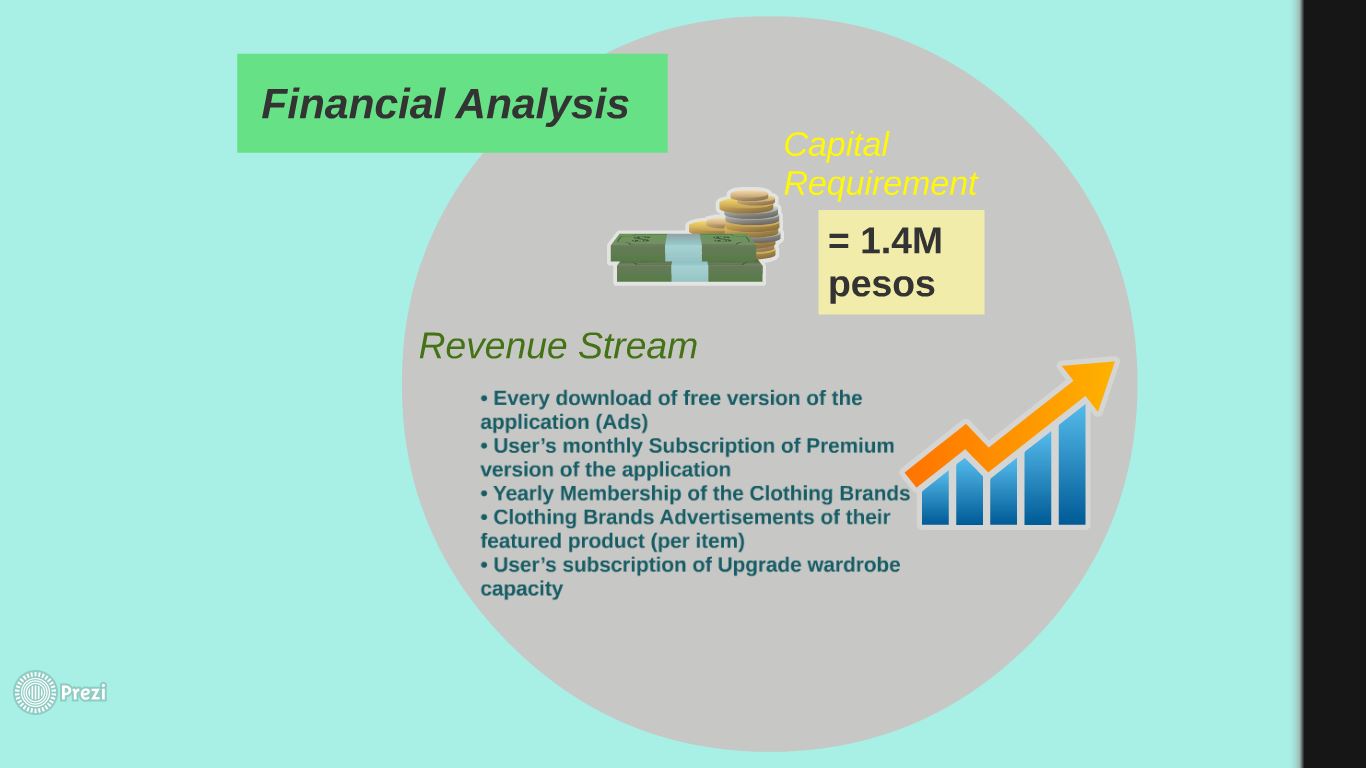 Financial Analysis
Capital
Requirement
= 1.4M
pesos
Revenue Stream
• Every download of free version of the
application (Ads)
• User’s monthly Subscription of Premium
version of the application
• Yearly Membership of the Clothing Brands
• Clothing Brands Advertisements of their
featured product (per item)
• User’s subscription of Upgrade wardrobe
capacity
Prezi